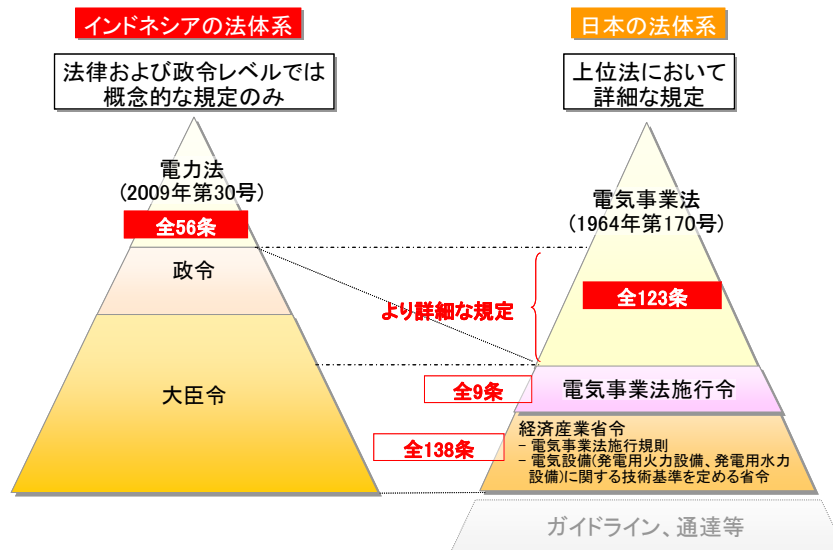 インドネシアの法体系
法律および政令レベルでは
概念的な規定のみ
電力法
(2009年第30号)
全56条
政令
大臣令
日本の法体系
上位法において
詳細な規定
電気事業法
(1964年第170号)
全123条
より詳細な規定
全9条
電気事業法施行令
全138条
経済産業省令
- 電気事業法施行規則
- 電気設備(発電用火力設備、発電用水力
設備)に関する技術基準を定める省令
ガイドライン、通達等